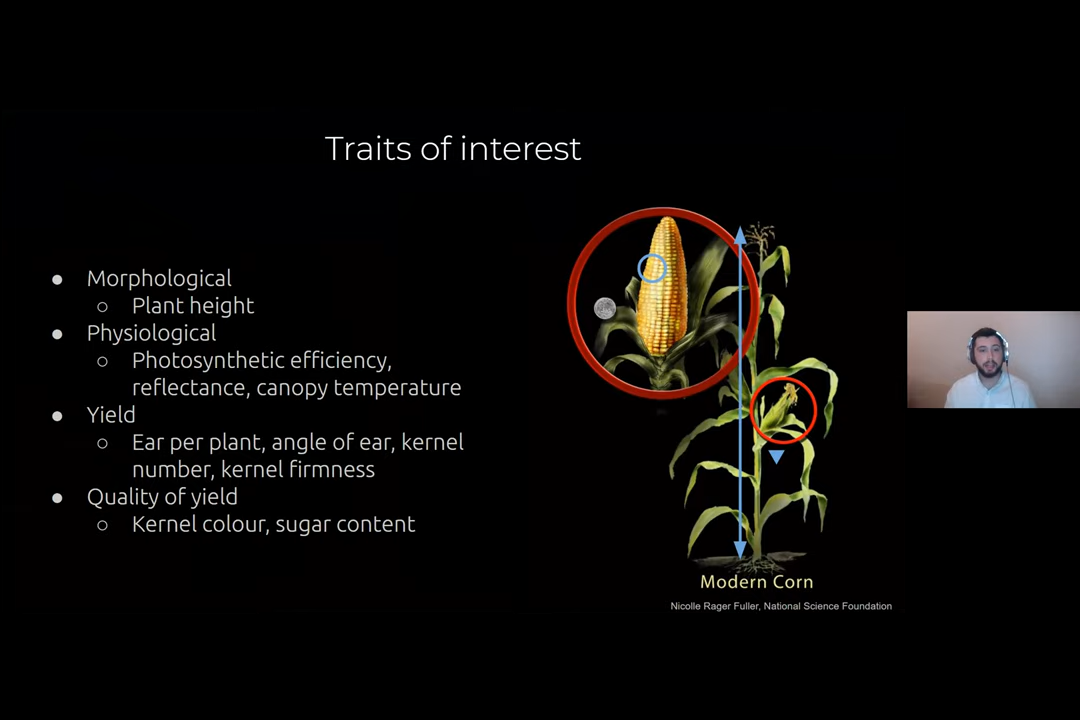 Traits of interest
● Morphological
○ Plant height
● Physiological
○ Photosynthetic efficiency,
reflectance, canopy temperature
● Yield
○ Ear per plant, angle of ear, kernel
number, kernel firmness
● Quality of yield
○ Kernel colour, sugar content
Modern Corn
Nicolle Rager Fuller, National Science Foundation